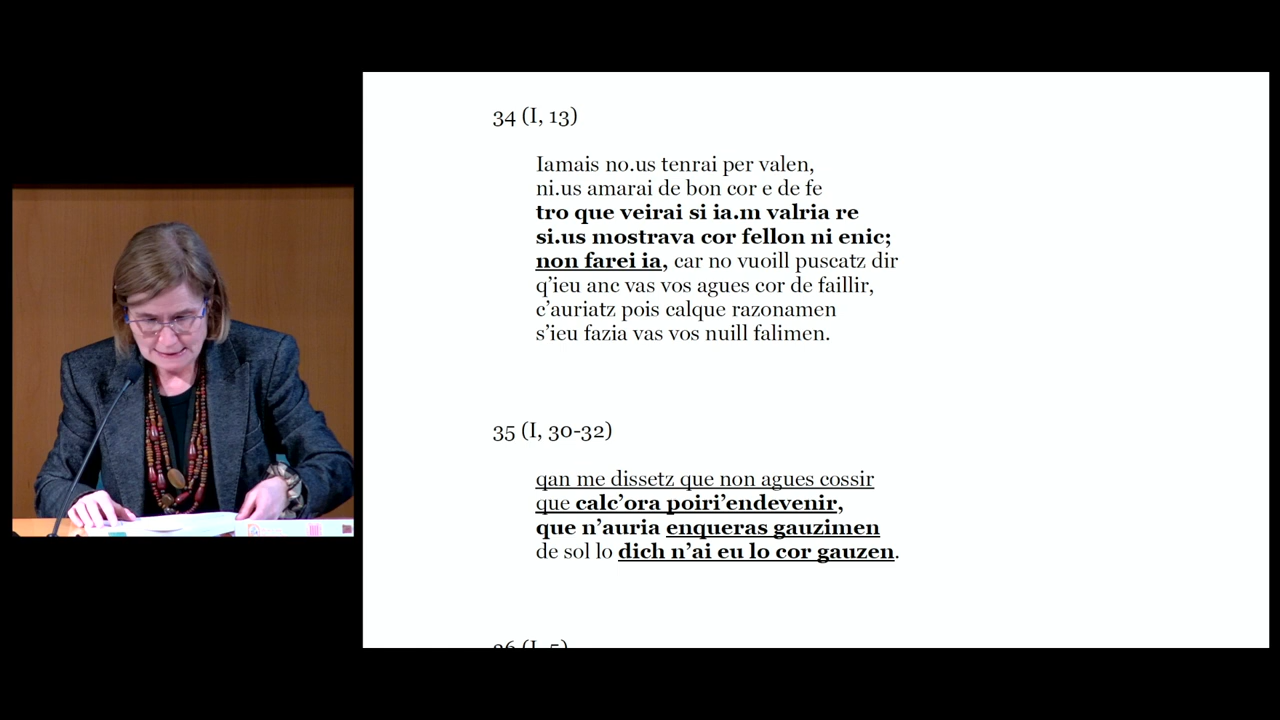 34 (I, 13)
Iamais no.us tenrai per valen,
ni.us amarai de bon cor e de fe
tro que veirai si ia.m valria re
si.us mostrava cor fellon ni enic;
non farei ia, car no vuoill puscatz dir
q’ieu anc vas vos agues cor de faillir,
c’auriatz pois calque razonamen
s’ieu fazia vas vos nuill falimen.
35 (I, 30-32)
qan me dissetz que non agues cossir
que calc’ora poiri’endevenir,
que n’auria enqueras gauzimen
de sol lo dich n’ai eu lo cor gauzen.
36 (I, 5)